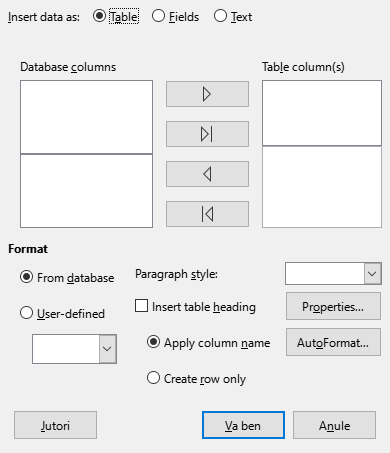 Insert data as: Table Fields Text
Database columns Table column(s)
Format
From database Paragraph style:
Insert table heading Properties...
User-defined
Apply column name AutoFormat...
Create row only
Jutori Va ben Anule